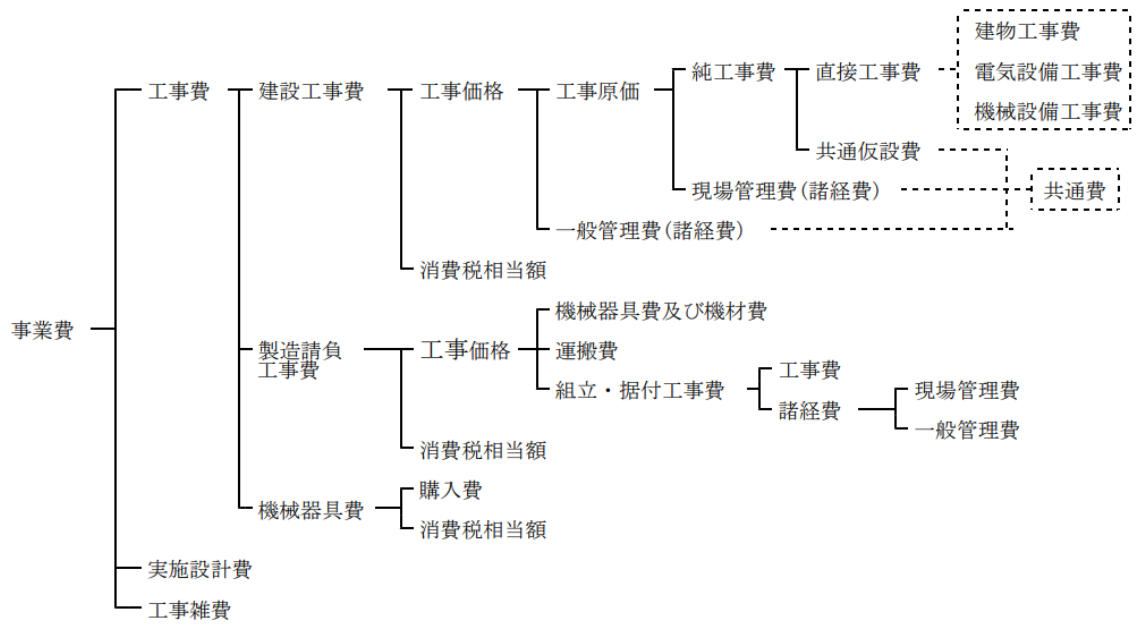 建物工事費
純工事費
直接工事費
電気設備工事費
工事費
建設工事費
工事価格
工事原価
機械設備工事費
共通仮設費
現場管理費(諸経費)
共通費
一般管理費(諸経費)
消費税相当額
機械器具費及び機材費
事業費
製造請負
工事費
工事価格
運搬費
工事費
組立・据付工事費
現場管理費
諸経費
一般管理費
消費税相当額
購入費
機械器具費
消費税相当額
実施設計費
工事雑費